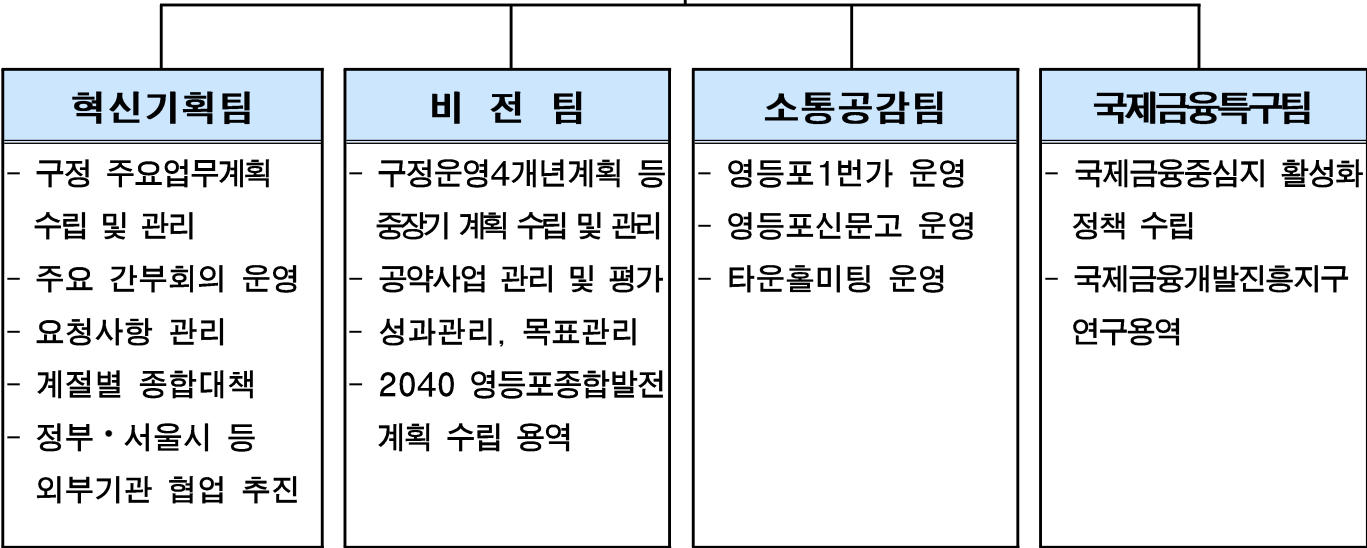 혁신기획팀
- 구정 주요업무계획
수립 및 관리
- 주요 간부회의 운영
- 요청사항 관리
- 계절별 종합대책
- 정부・서울시 등
외부기관 협업 추진
비 전 팀
- 구정운영4개년계획 등
중장기 계획 수립 및 관리
- 공약사업 관리 및 평가
- 성과관리, 목표관리
- 2040 영등포종합발전
계획 수립 용역
소통공감팀
- 영등포1번가 운영
- 영등포신문고 운영
- 타운홀미팅 운영
국제금융특구팀
- 국제금융중심지 활성화
정책 수립
- 국제금융개발진흥지구
연구용역